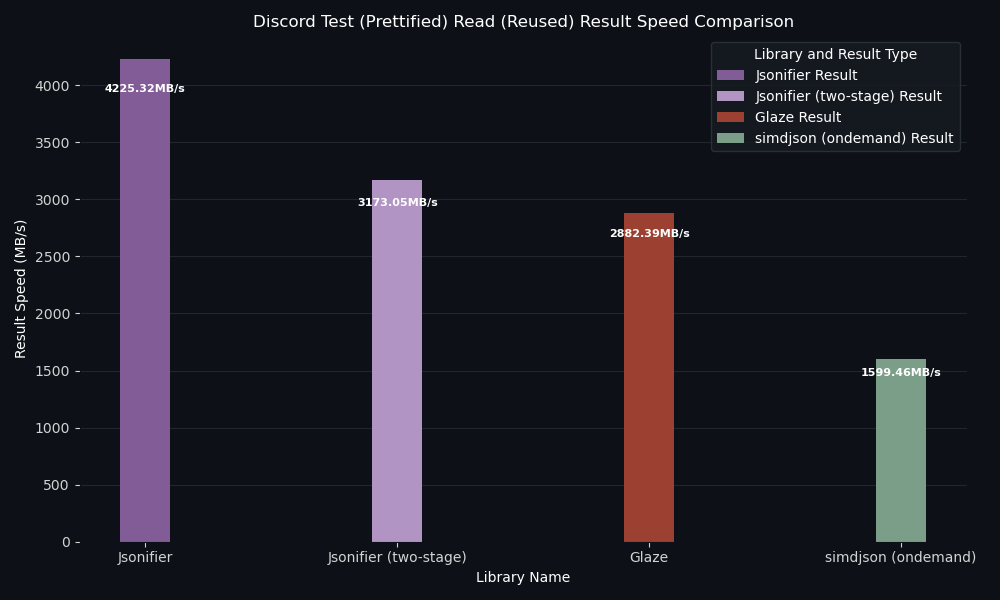 Discord Test (Prettified) Read (Reused) Result Speed Comparison
Library and Result Type
Jsonifier Result
Jsonifier (two-stage) Result
Glaze Result
simdjson (ondemand) Result
Result Speed (MB/s)
4000
3500
3000
2500
2000
1500
1000
500
0
4225.32MB/s
3173.05MB/s
2882.39MB/s
1599.46MB/s
Jsonifier
Jsonifier (two-stage)
Glaze
simdjson (ondemand)
Library Name